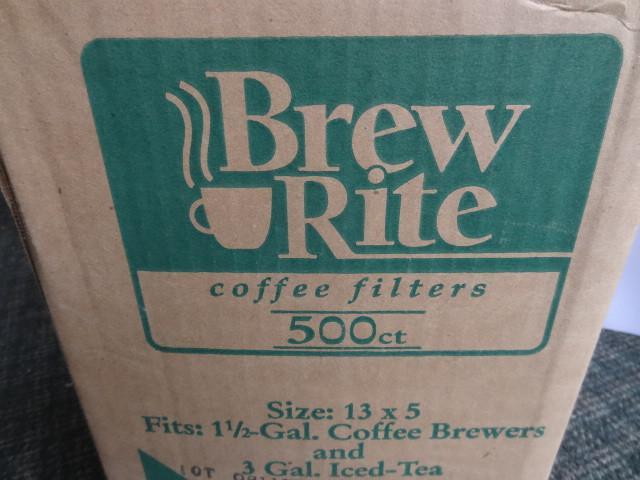 Brew
Rite
coffee filters
500ct
Size: 13 x 5
Fits: 1½-Gal. Coffee Brewers
and
3 Gal. Iced-Tea
LOT